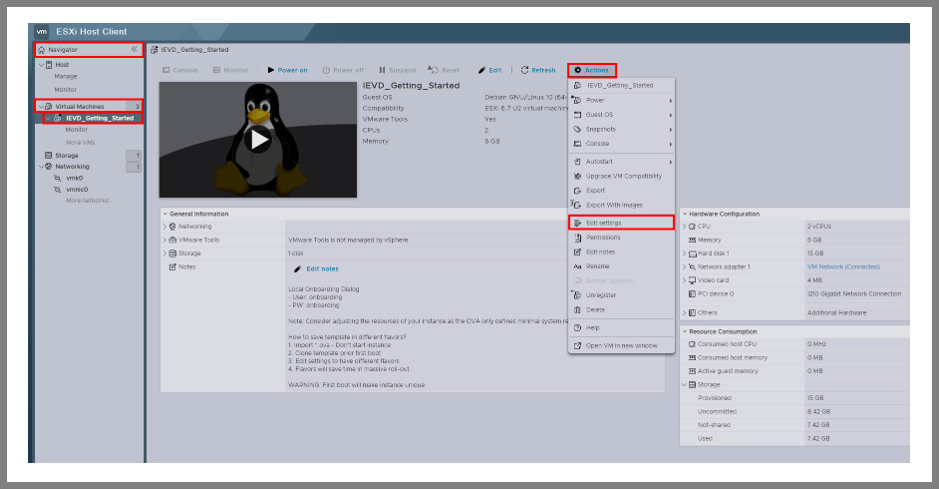 vm ESXi Host Client
Navigator
Host
Manage
Monitor
Virtual Machines 3
IEVD_Getting_Started
Monitor
More VMs...
Storage 1
Networking 1
vmk0
vmnic0
More networks...
IEVD_Getting_Started
Console Monitor Power on Power off Suspend Reset Edit Refresh Actions
IEVD_Getting_Started
Guest OS Debian GNU/Linux 10 (64-
Compatibility ESXi 6.7 U2 virtual machine
VMware Tools Yes
CPUs 2
Memory 6 GB
IEVD_Getting_Started
Power
Guest OS
Snapshots
Console
Autostart
Upgrade VM Compatibility
Export
Export With Images
Edit settings
Permissions
Edit notes
Rename
Unregister
Delete
Help
Open VM in new window
General Information
Networking
VMware Tools VMware Tools is not managed by vSphere
Storage 1 disk
Notes Edit notes
Local Onboarding Dialog
- User: onboarding
- PW: onboarding
Note: Consider adjusting the resources of your instance as the OVA only defines minimal system re
How to save template in different flavors?
1. Import *.ova - Don't start instance
2. Clone template prior first boot
3. Edit settings to have different flavors
4. Flavors will save time in massive roll-out
WARNING: First boot will make instance unique
Hardware Configuration
CPU 2 vCPUs
Memory 6 GB
Hard disk 1 15 GB
Network adapter 1 VM Network (Connected)
Video card 4 MB
PCI device 0 I210 Gigabit Network Connection
Others Additional Hardware
Resource Consumption
Consumed host CPU 0 MHz
Consumed host memory 0 MB
Active guest memory 0 MB
Storage
Provisioned 15 GB
Uncommitted 8.42 GB
Not-shared 7.42 GB
Used 7.42 GB